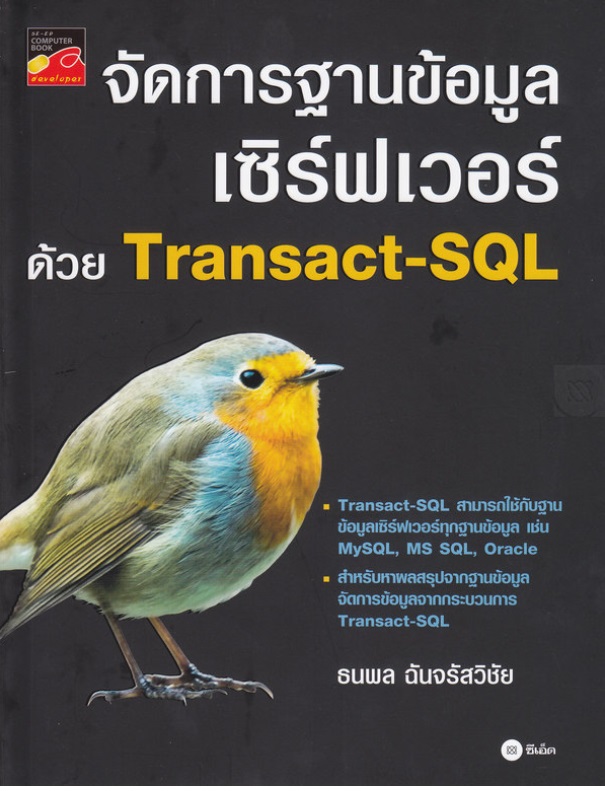 ซีเอ็ด
COMPUTER
BOOK
developer
จัดการฐานข้อมูล
เซิร์ฟเวอร์
ด้วย Transact-SQL
Transact-SQL สามารถใช้กับฐาน
ข้อมูลเซิร์ฟเวอร์ทุกฐานข้อมูล เช่น
MySQL, MS SQL, Oracle
สำหรับหาผลสรุปจากฐานข้อมูล
จัดการข้อมูลจากกระบวนการ
Transact-SQL
ธนพล ฉันจรัสวิชัย
ซีเอ็ด